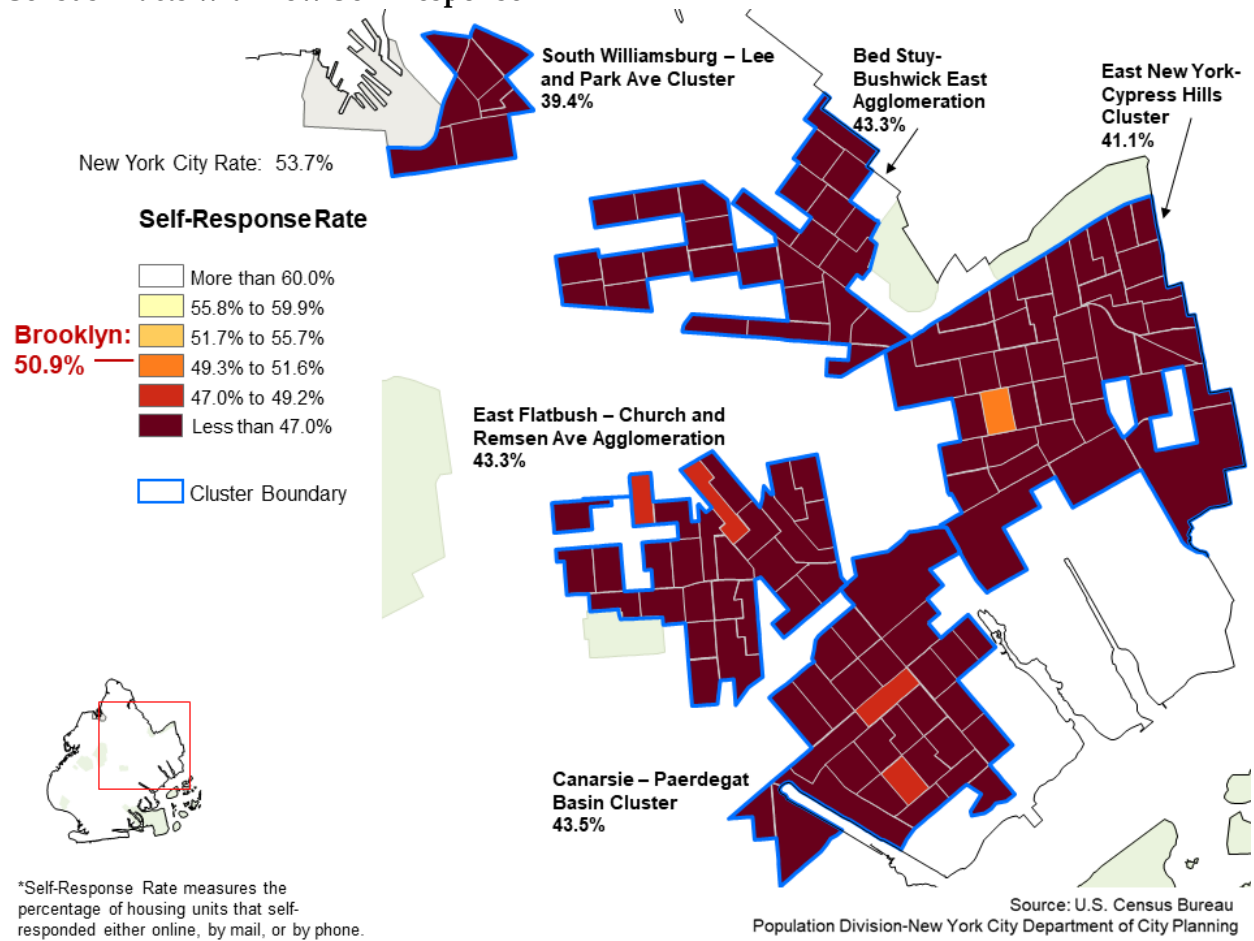 South Williamsburg – Lee
and Park Ave Cluster
39.4%
Bed Stuy-
Bushwick East
Agglomeration
43.3%
East New York-
Cypress Hills
Cluster
41.1%
New York City Rate: 53.7%
Self-Response Rate
More than 60.0%
55.8% to 59.9%
51.7% to 55.7%
49.3% to 51.6%
47.0% to 49.2%
Less than 47.0%
Brooklyn:
50.9%
Cluster Boundary
East Flatbush – Church and
Remsen Ave Agglomeration
43.3%
Canarsie – Paerdegat
Basin Cluster
43.5%
*Self-Response Rate measures the
percentage of housing units that self-
responded either online, by mail, or by phone.
Source: U.S. Census Bureau
Population Division-New York City Department of City Planning